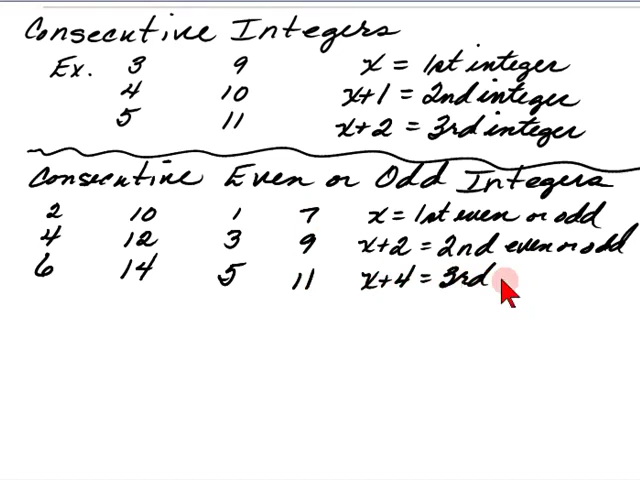 Consecutive Integers
Ex. 3 9 x = 1st integer
4 10 x+1 = 2nd integer
5 11 x+2 = 3rd integer
Consecutive Even or Odd Integers
2 10 1 7 x = 1st even or odd
4 12 3 9 x+2 = 2nd even or odd
6 14 5 11 x+4 = 3rd